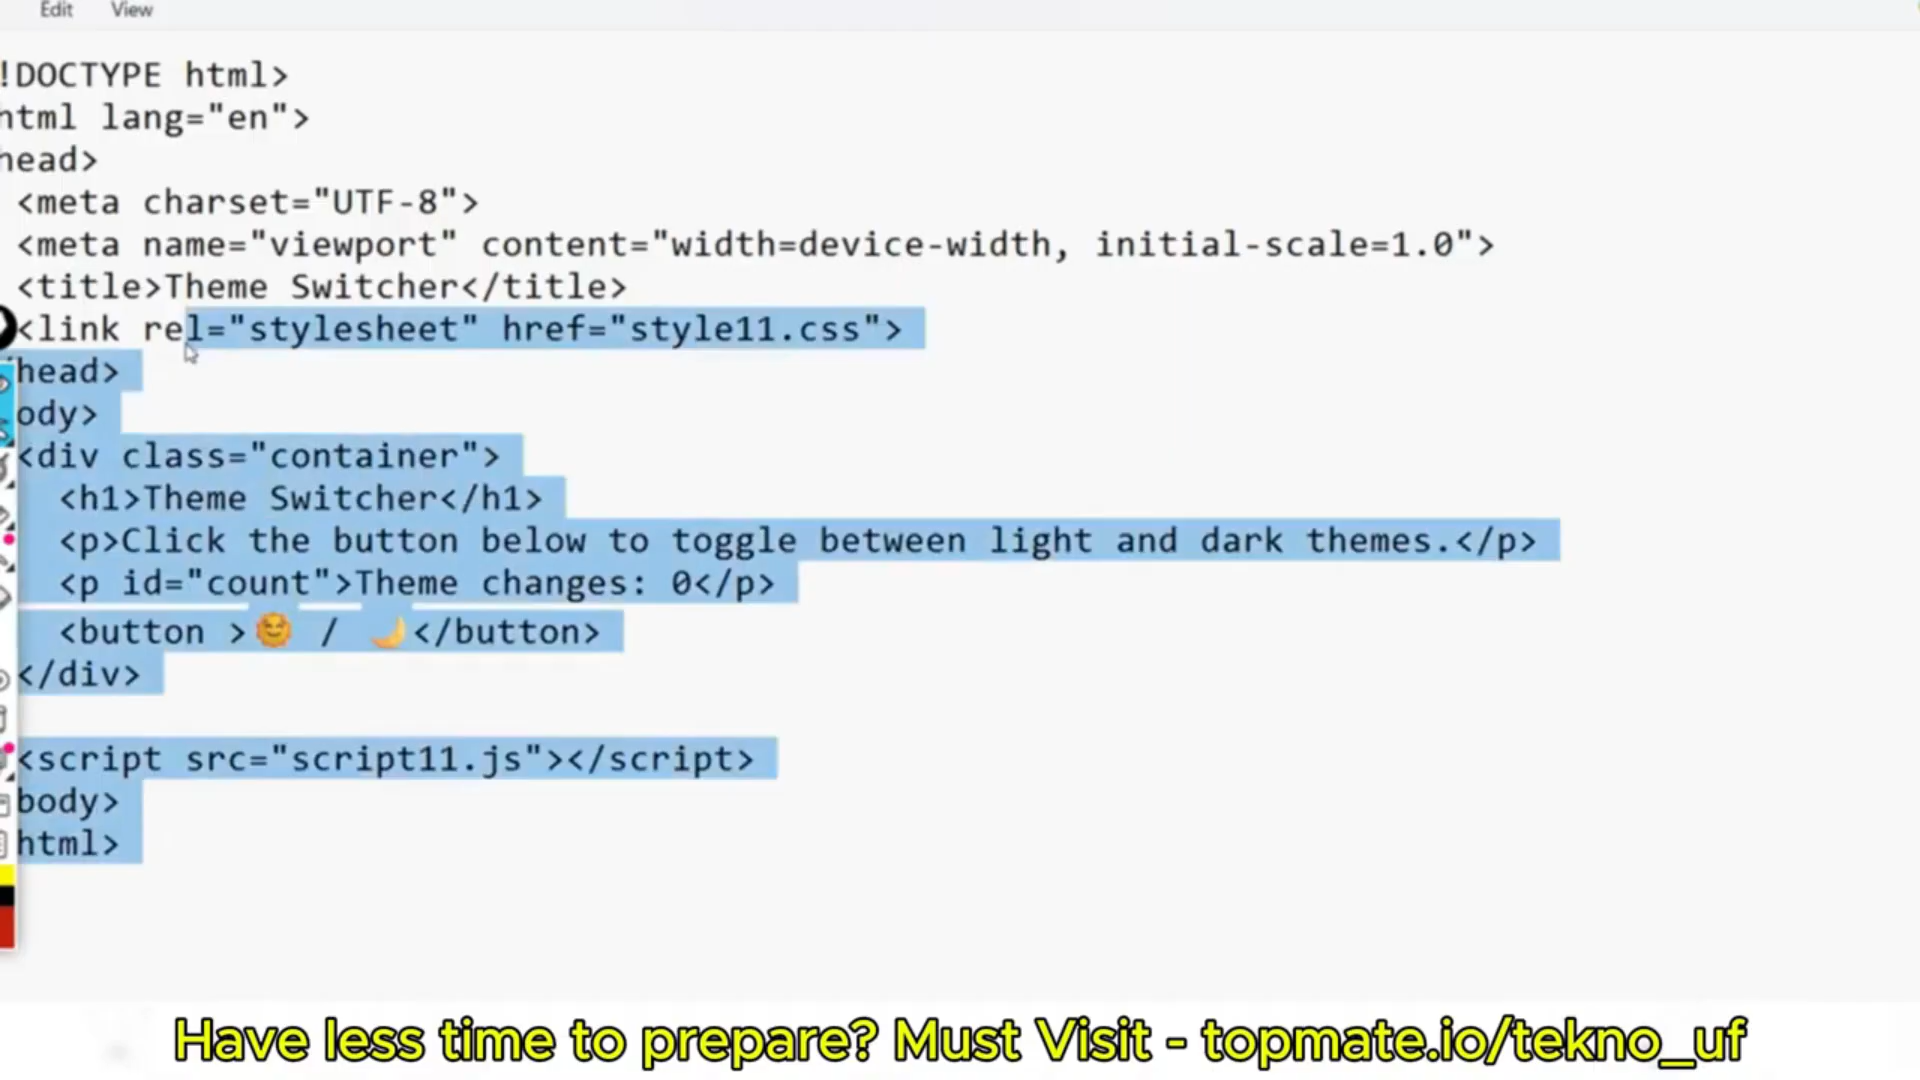 Edit View
!DOCTYPE html>
html lang="en">
head>
<meta charset="UTF-8">
<meta name="viewport" content="width=device-width, initial-scale=1.0">
<title>Theme Switcher</title>
<link rel="stylesheet" href="style11.css">
head>
ody>
<div class="container">
<h1>Theme Switcher</h1>
<p>Click the button below to toggle between light and dark themes.</p>
<p id="count">Theme changes: 0</p>
<button >🌞 / 🌙</button>
</div>
<script src="script11.js"></script>
body>
html>
Have less time to prepare? Must Visit - topmate.io/tekno_uf